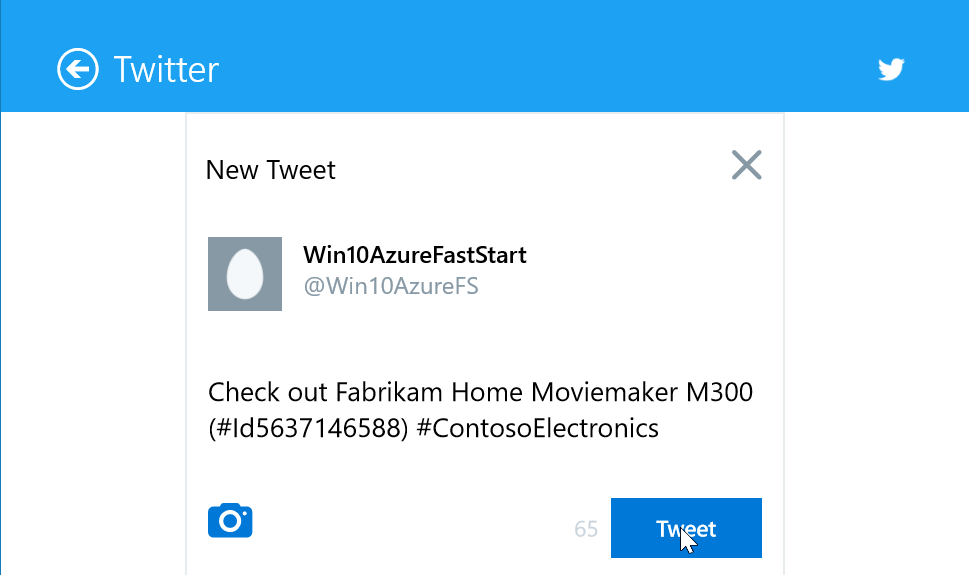 Twitter
New Tweet
Win10AzureFastStart
@Win10AzureFS
Check out Fabrikam Home Moviemaker M300
(#Id5637146588) #ContosoElectronics
65
Tweet